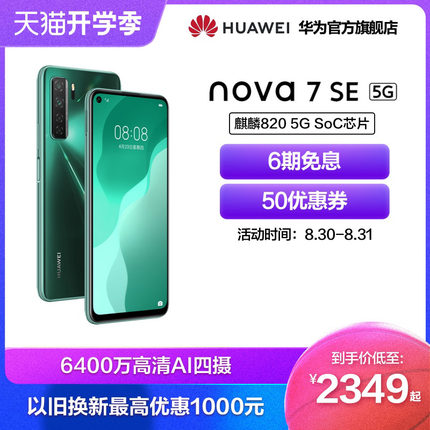 天猫开学季
HUAWEI 华为官方旗舰店
nova 7 SE 5G
麒麟820 5G SoC芯片
6期免息
50优惠券
活动时间：8.30-8.31
08:08
HUAWEI
6400万高清AI四摄
到手价低至：
¥2349起
以旧换新最高优惠1000元